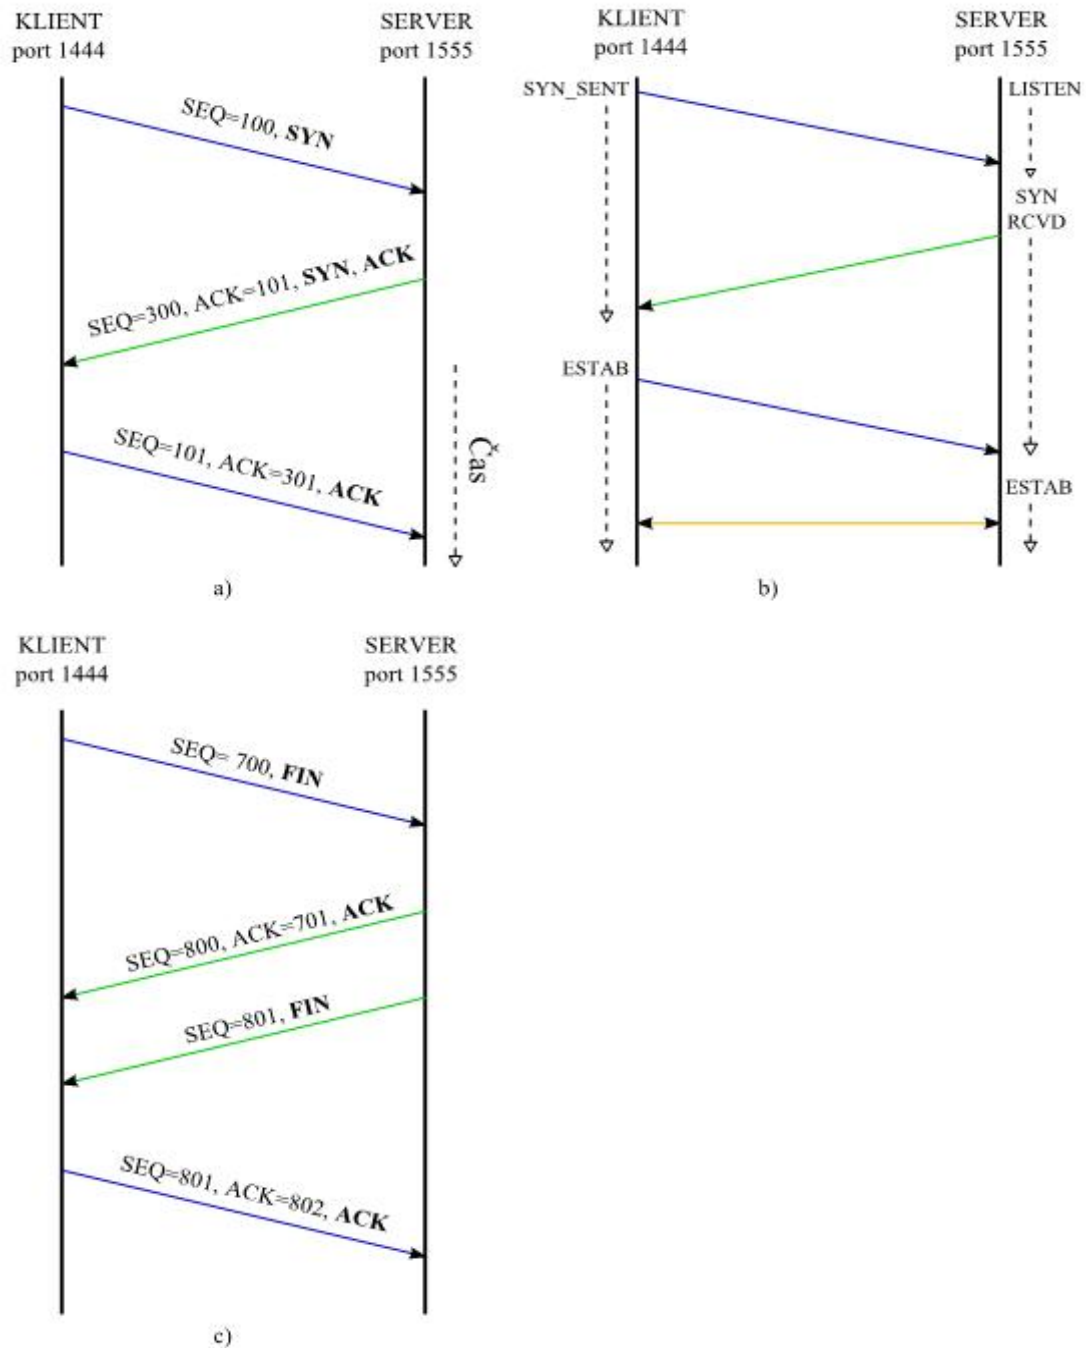 KLIENT
port 1444
SERVER
port 1555
SEQ=100, SYN
SEQ=300, ACK=101, SYN, ACK
SEQ=101, ACK=301, ACK
Čas
a)
KLIENT
port 1444
SERVER
port 1555
SYN_SENT
LISTEN
SYN
RCVD
ESTAB
ESTAB
b)
KLIENT
port 1444
SERVER
port 1555
SEQ= 700, FIN
SEQ=800, ACK=701, ACK
SEQ=801, FIN
SEQ=801, ACK=802, ACK
c)